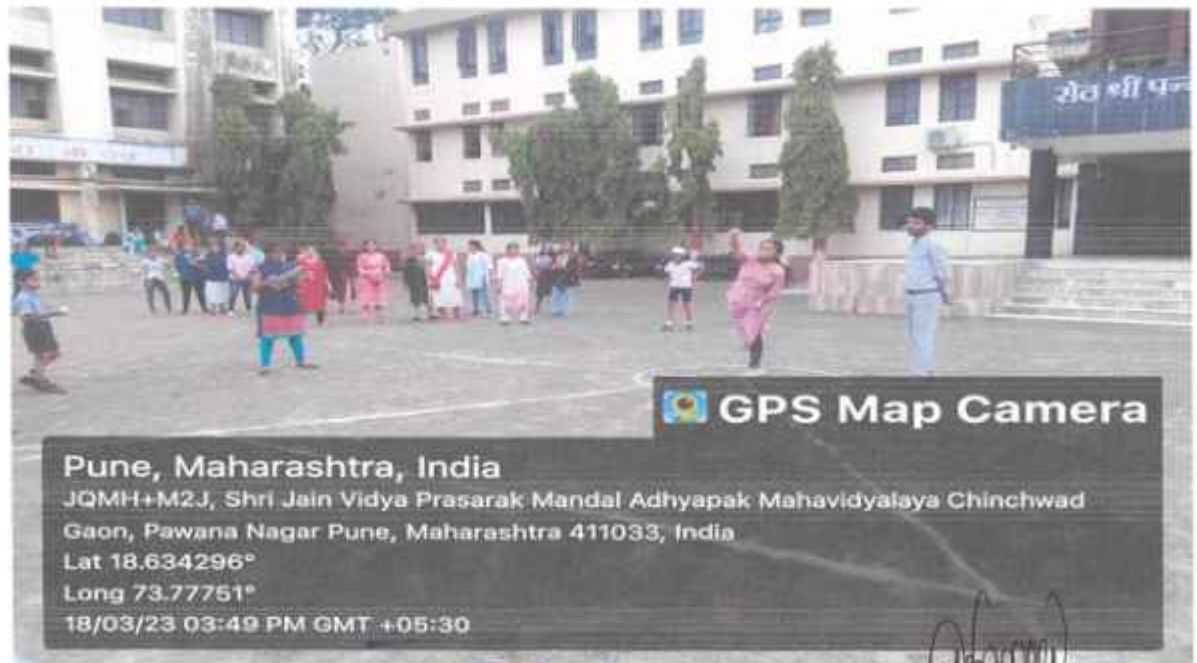 सेठ श्री पन
GPS Map Camera
Pune, Maharashtra, India
JQMH+M2J, Shri Jain Vidya Prasarak Mandal Adhyapak Mahavidyalaya Chinchwad
Gaon, Pawana Nagar Pune, Maharashtra 411033, India
Lat 18.634296°
Long 73.77751°
18/03/23 03:49 PM GMT +05:30